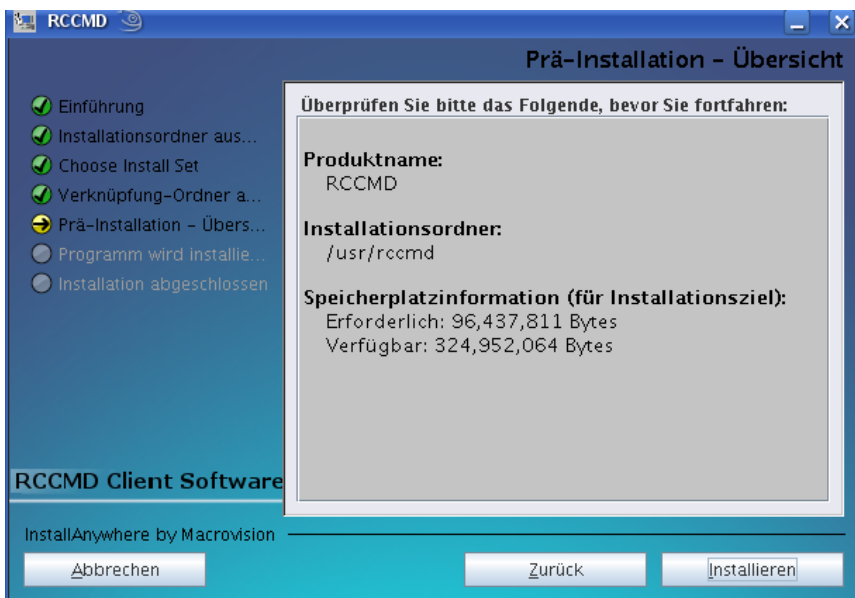 RCCMD
Prä-Installation - Übersicht
Einführung
Installationsordner aus...
Choose Install Set
Verknüpfung-Ordner a...
Prä-Installation - Übers...
Programm wird installie...
Installation abgeschlossen
Überprüfen Sie bitte das Folgende, bevor Sie fortfahren:
Produktname:
RCCMD
Installationsordner:
/usr/rccmd
Speicherplatzinformation (für Installationsziel):
Erforderlich: 96,437,811 Bytes
Verfügbar: 324,952,064 Bytes
RCCMD Client Software
InstallAnywhere by Macrovision
Abbrechen
Zurück
Installieren